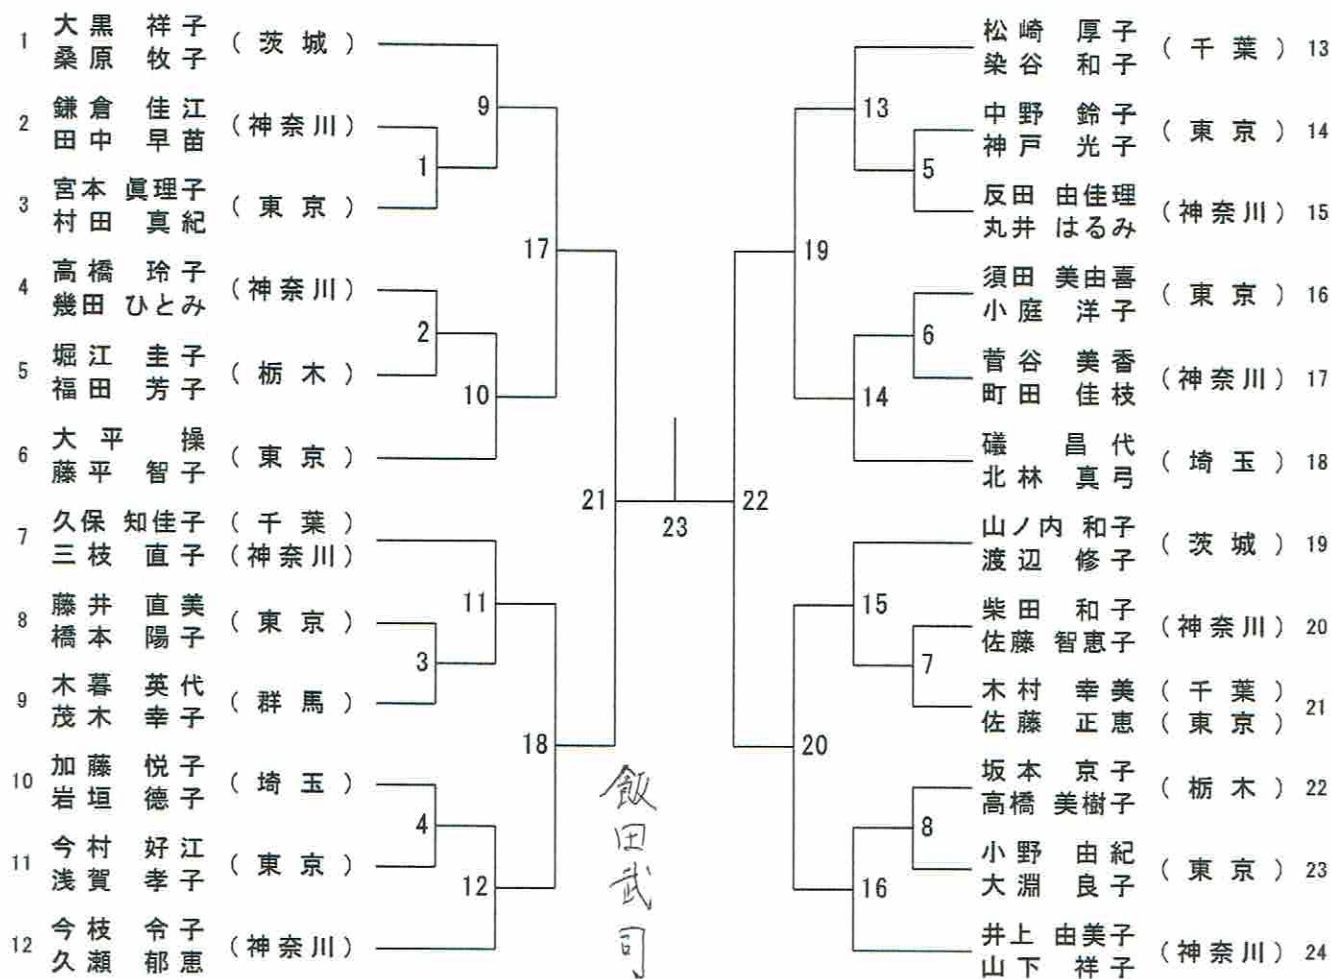 1 大黒 祥子 (茨城)
桑原 牧子
2 鎌倉 佳江 (神奈川)
田中 早苗
3 宮本 眞理子 (東京)
村田 真紀
4 高橋 玲子 (神奈川)
幾田 ひとみ
5 堀江 圭子 (栃木)
福田 芳子
6 大平 操 (東京)
藤平 智子
7 久保 知佳子 (千葉)
三枝 直子 (神奈川)
8 藤井 直美 (東京)
橋本 陽子
9 木暮 英代 (群馬)
茂木 幸子
10 加藤 悦子 (埼玉)
岩垣 德子
11 今村 好江 (東京)
浅賀 孝子
12 今枝 令子 (神奈川)
久瀬 郁恵
9
1
17
2
10
21
11
3
18
4
12
23
飯田武司
22
13
5
19
6
14
15
7
20
8
16
松崎 厚子 (千葉) 13
染谷 和子
中野 鈴子 (東京) 14
神戸 光子
反田 由佳理 (神奈川) 15
丸井 はるみ
須田 美由喜 (東京) 16
小庭 洋子
菅谷 美香 (神奈川) 17
町田 佳枝
礒 昌代 (埼玉) 18
北林 真弓
山ノ内 和子 (茨城) 19
渡辺 修子
柴田 和子 (神奈川) 20
佐藤 智恵子
木村 幸美 (千葉) 21
佐藤 正恵 (東京)
坂本 京子 (栃木) 22
高橋 美樹子
小野 由紀 (東京) 23
大淵 良子
井上 由美子 (神奈川) 24
山下 祥子